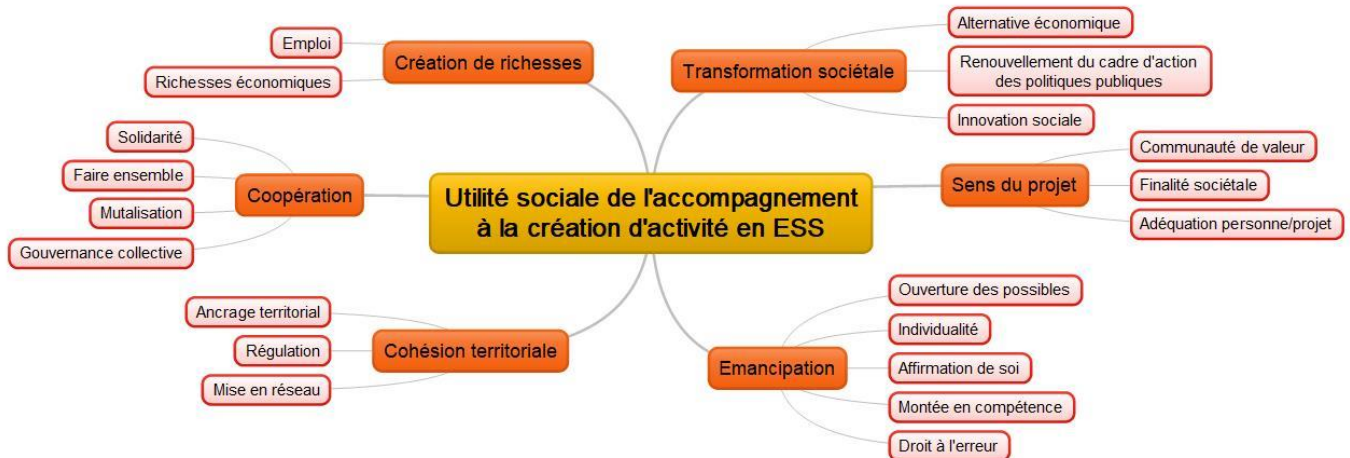 Utilité sociale de l'accompagnement
à la création d'activité en ESS
Création de richesses
Emploi
Richesses économiques
Coopération
Solidarité
Faire ensemble
Mutalisation
Gouvernance collective
Cohésion territoriale
Ancrage territorial
Régulation
Mise en réseau
Transformation sociétale
Alternative économique
Renouvellement du cadre d'action
des politiques publiques
Innovation sociale
Sens du projet
Communauté de valeur
Finalité sociétale
Adéquation personne/projet
Emancipation
Ouverture des possibles
Individualité
Affirmation de soi
Montée en compétence
Droit à l'erreur